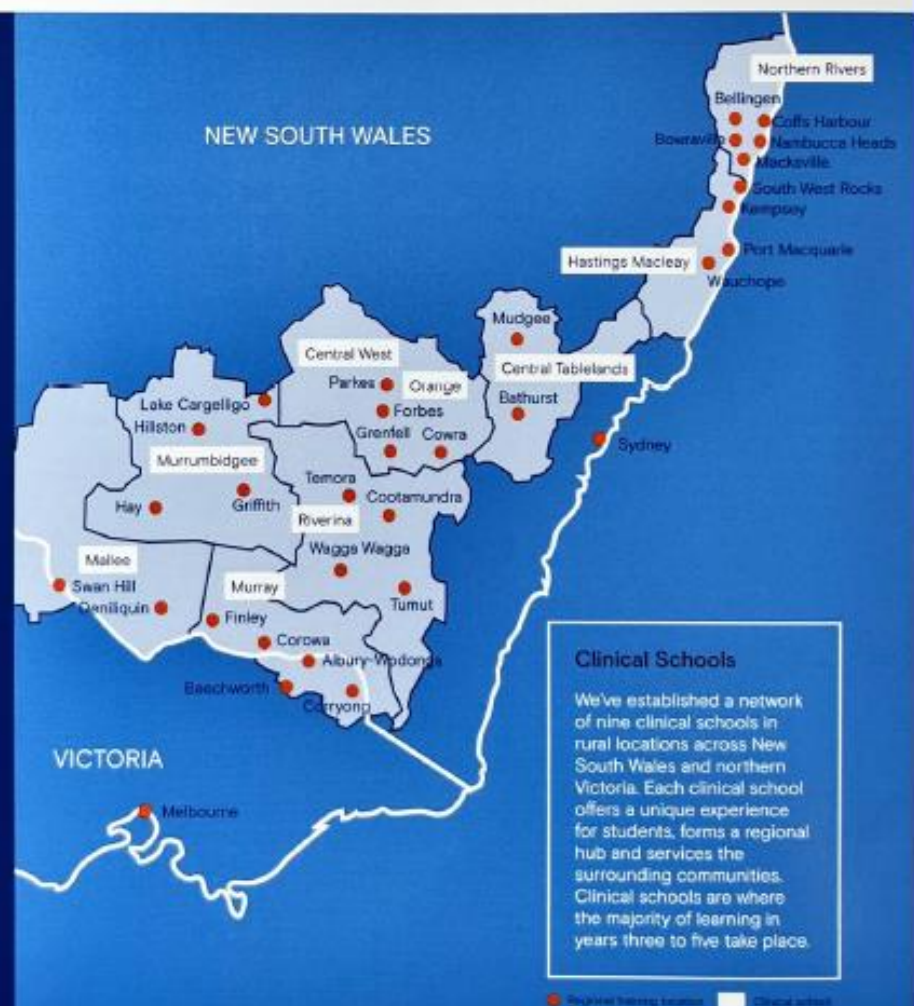 Northern Rivers
Bellingen
NEW SOUTH WALES
Coffs Harbour
Bowraville
Nambucca Heads
Macksville
South West Rocks
Kempsey
Port Macquarie
Hastings Macleay
Wauchope
Mudgee
Central West
Central Tablelands
Parkes
Orange
Lake Cargelligo
Forbes
Bathurst
Hillston
Grenfell
Cowra
Sydney
Murrumbidgee
Temora
Cootamundra
Hay
Griffith
Riverina
Wagga Wagga
Mallee
Swan Hill
Murray
Deniliquin
Tumut
Finley
Corowa
Albury-Wodonga
Beechworth
Corryong
VICTORIA
Melbourne
Clinical Schools
We've established a network
of nine clinical schools in
rural locations across New
South Wales and northern
Victoria. Each clinical school
offers a unique experience
for students, forms a regional
hub and services the
surrounding communities.
Clinical schools are where
the majority of learning in
years three to five take place.
Regional training location
Clinical schools